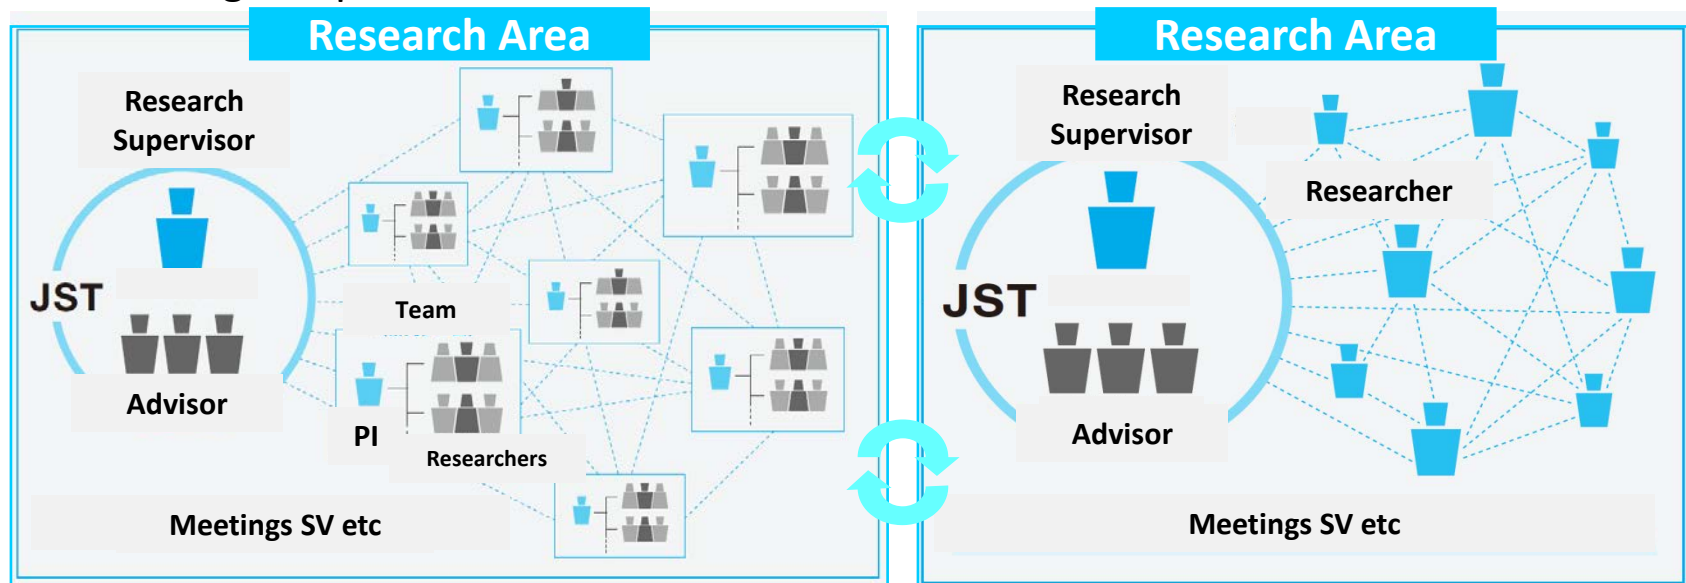 Research Area
Research
Supervisor
JST
Advisor
Team
PI
Researchers
Meetings SV etc
Research Area
Research
Supervisor
Researcher
JST
Advisor
Meetings SV etc